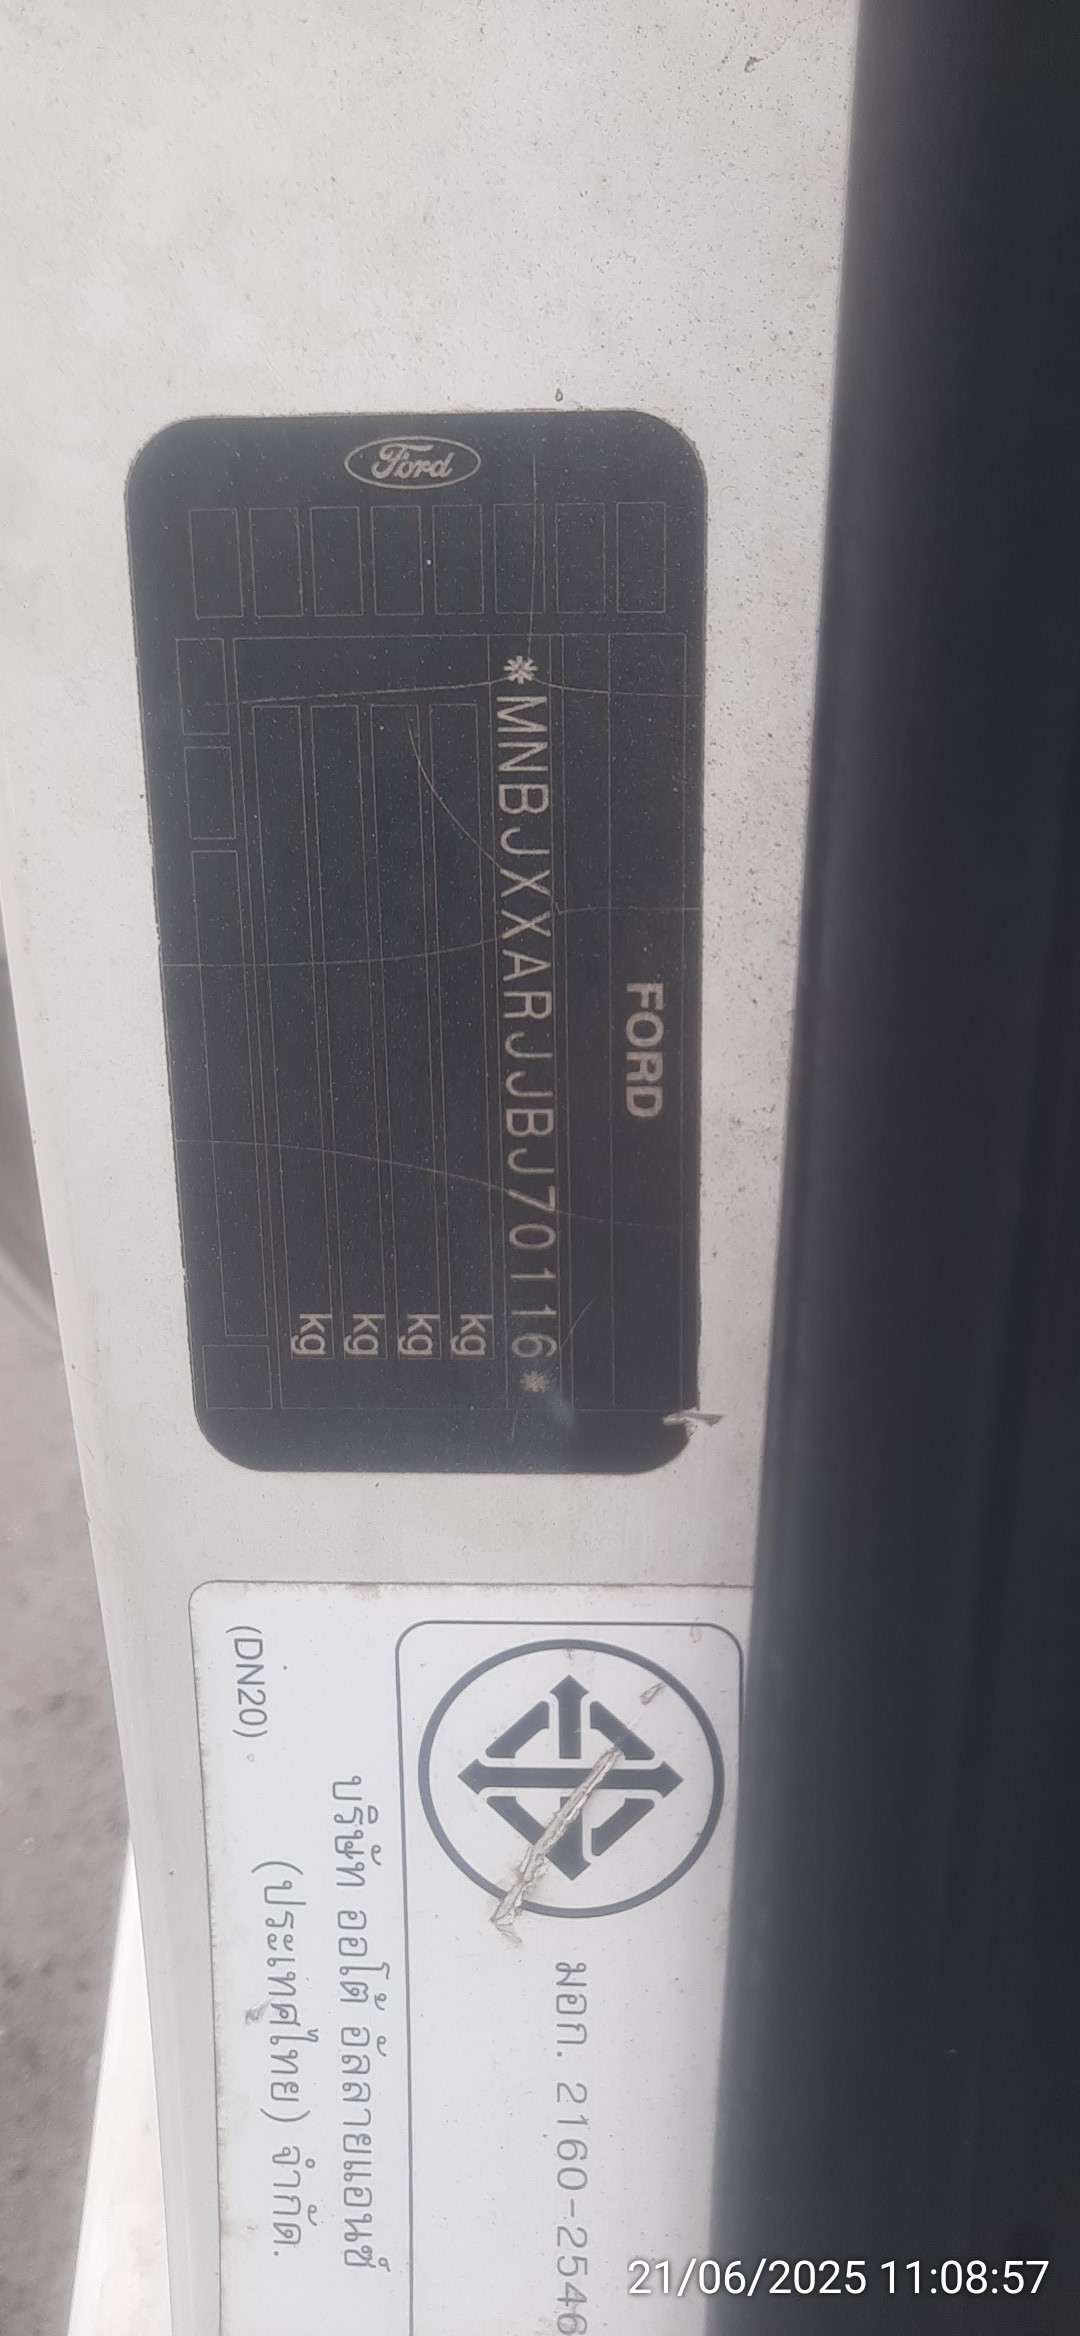 Ford
FORD
*MNBJXXARJJBJ70116*
kg
kg
kg
kg
มอก. 2160-2546
บริษัท ออโต้ อัลลายแอนซ์
(ประเทศไทย) จำกัด.
(DN20)
21/06/2025 11:08:57